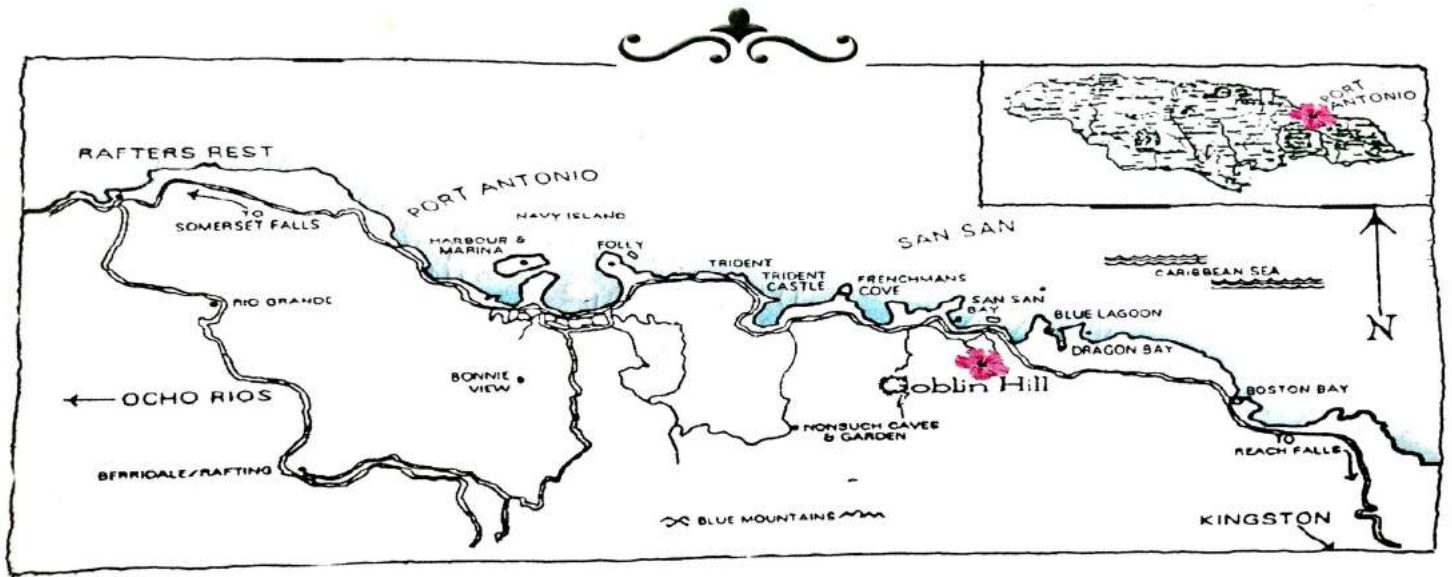 PORT
ANTONIO
RAFTERS REST
PORT ANTONIO
TO
SOMERSET FALLS
NAVY ISLAND
HARBOUR &
MARINA
FOLLY
SAN SAN
TRIDENT
TRIDENT
CASTLE
FRENCHMANS
COVE
CARIBBEAN SEA
SAN SAN
BAY
BLUE LAGOON
DRAGON BAY
N
RIO GRANDE
BONNIE
VIEW
Goblin Hill
BOSTON BAY
OCHO RIOS
NONSUCH CAVES
& GARDEN
TO
REACH FALLS
BERRIDALE/RAFTING
BLUE MOUNTAINS
KINGSTON